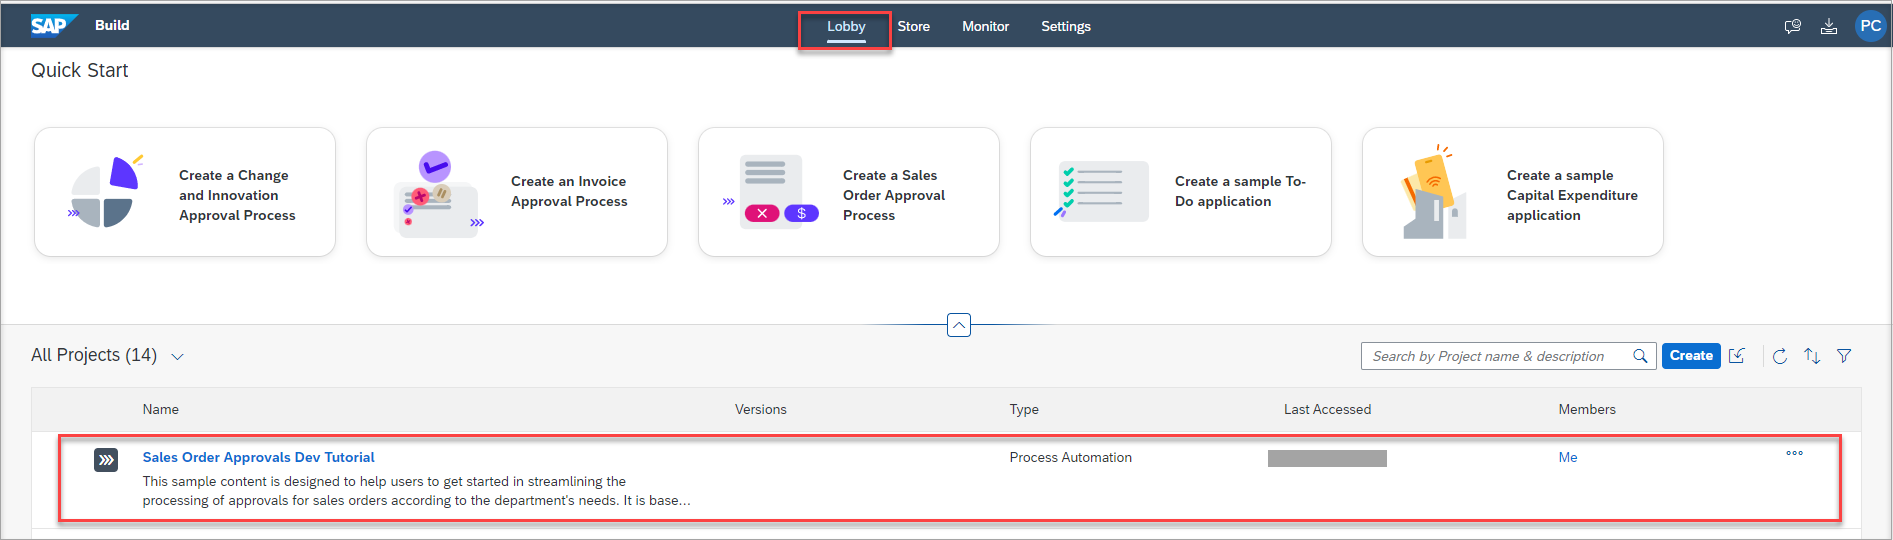 SAP Build Lobby Store Monitor Settings PC
Quick Start
Create a Change
and Innovation
Approval Process
Create an Invoice
Approval Process
Create a Sales
Order Approval
Process
$
Create a sample To-
Do application
Create a sample
Capital Expenditure
application
All Projects (14)
Search by Project name & description
Create
Name Versions Type Last Accessed Members
Sales Order Approvals Dev Tutorial Process Automation Me
This sample content is designed to help users to get started in streamlining the
processing of approvals for sales orders according to the department's needs. It is base...